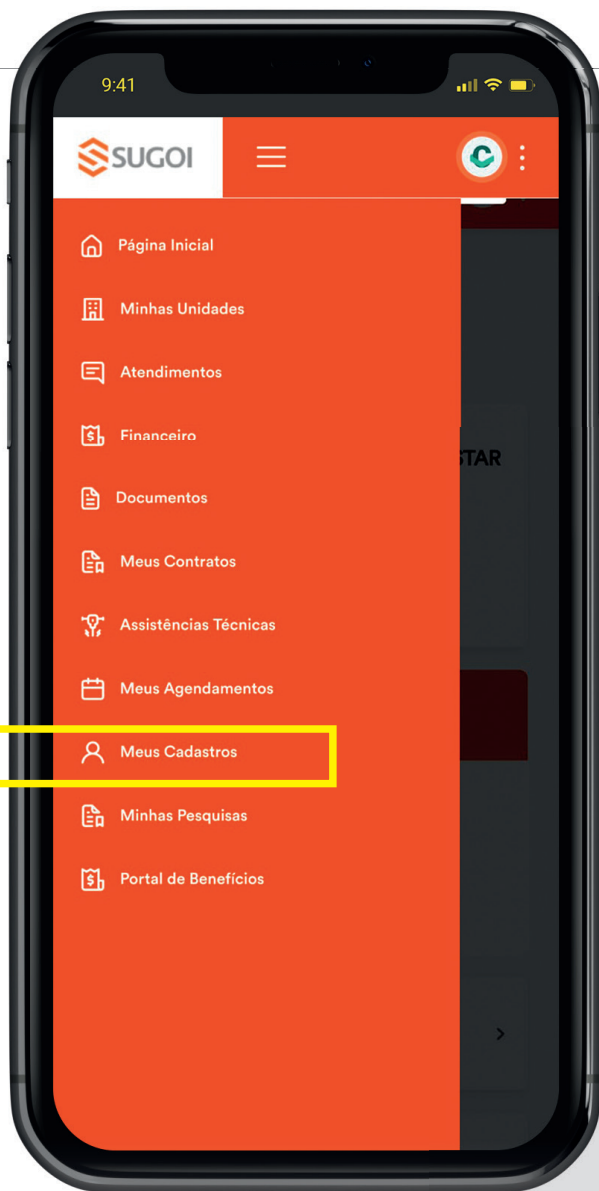 9:41
SUGOI
Página Inicial
Minhas Unidades
Atendimentos
Financeiro
STAR
Documentos
Meus Contratos
Assistências Técnicas
Meus Agendamentos
Meus Cadastros
Minhas Pesquisas
Portal de Benefícios